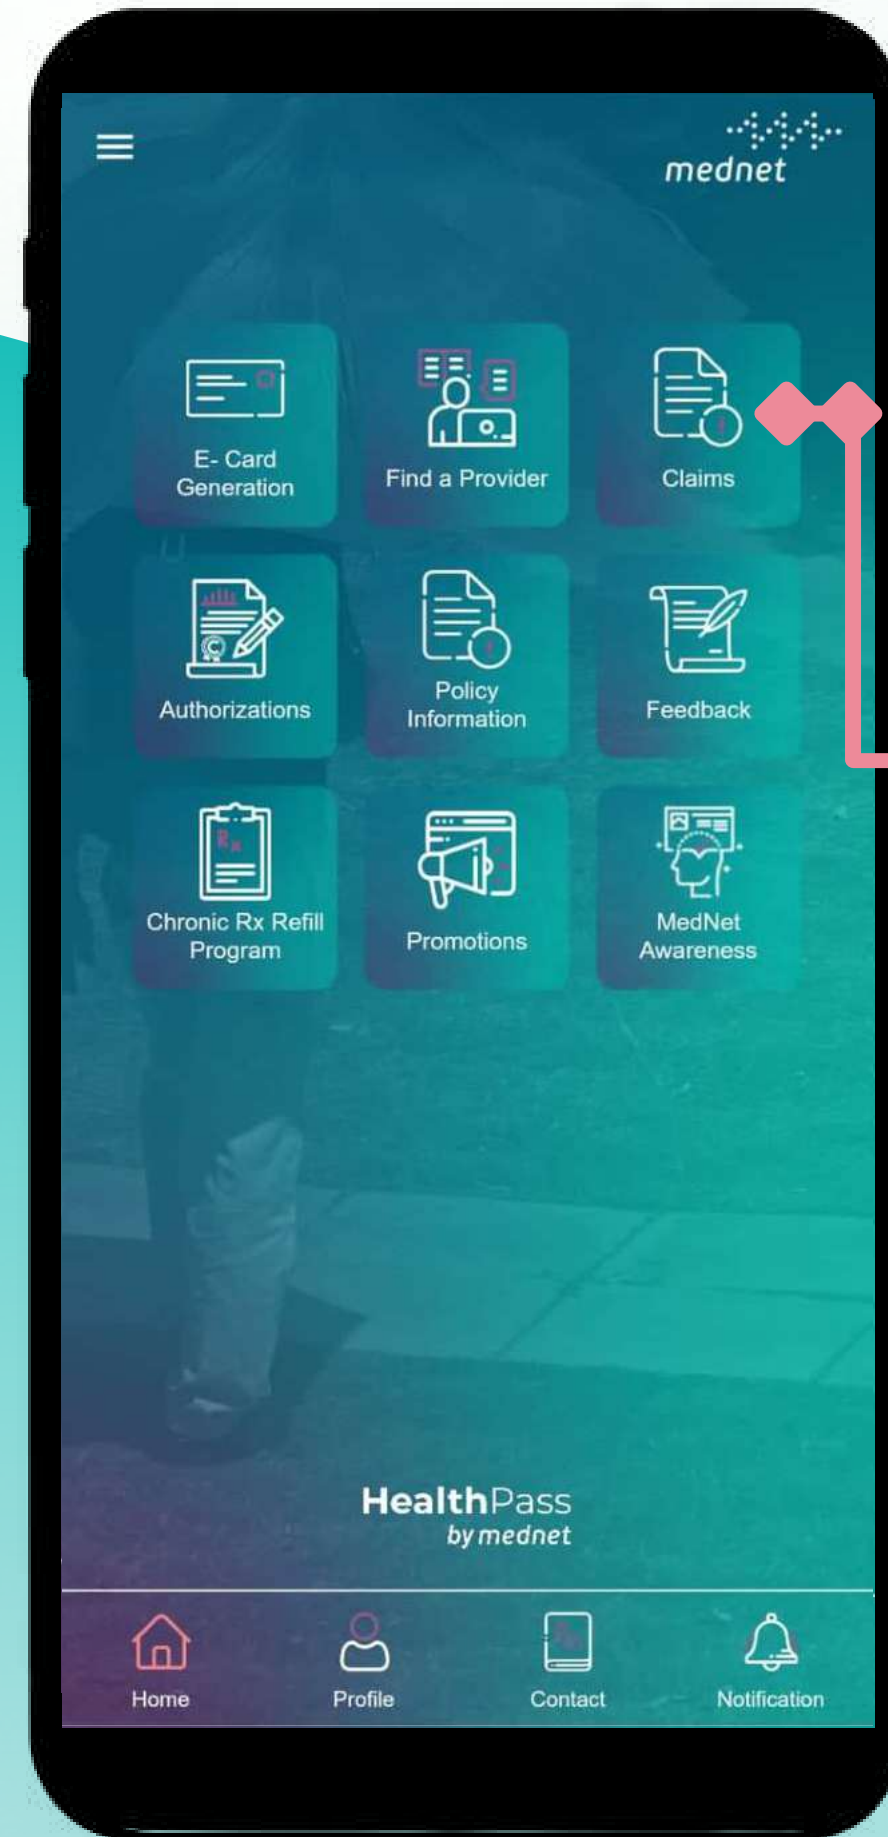 mednet
E- Card
Generation
Find a Provider
Claims
Authorizations
Policy
Information
Feedback
Chronic Rx Refill
Program
Promotions
MedNet
Awareness
HealthPass
by mednet
Home
Profile
Contact
Notification